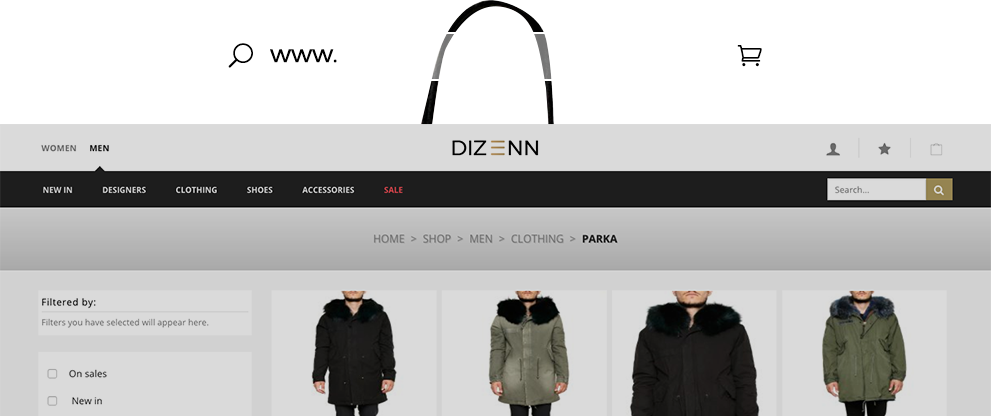 www.
WOMEN MEN
DIZENN
NEW IN DESIGNERS CLOTHING SHOES ACCESSORIES SALE
Search...
HOME > SHOP > MEN > CLOTHING > PARKA
Filtered by:
Filters you have selected will appear here.
On sales
New in